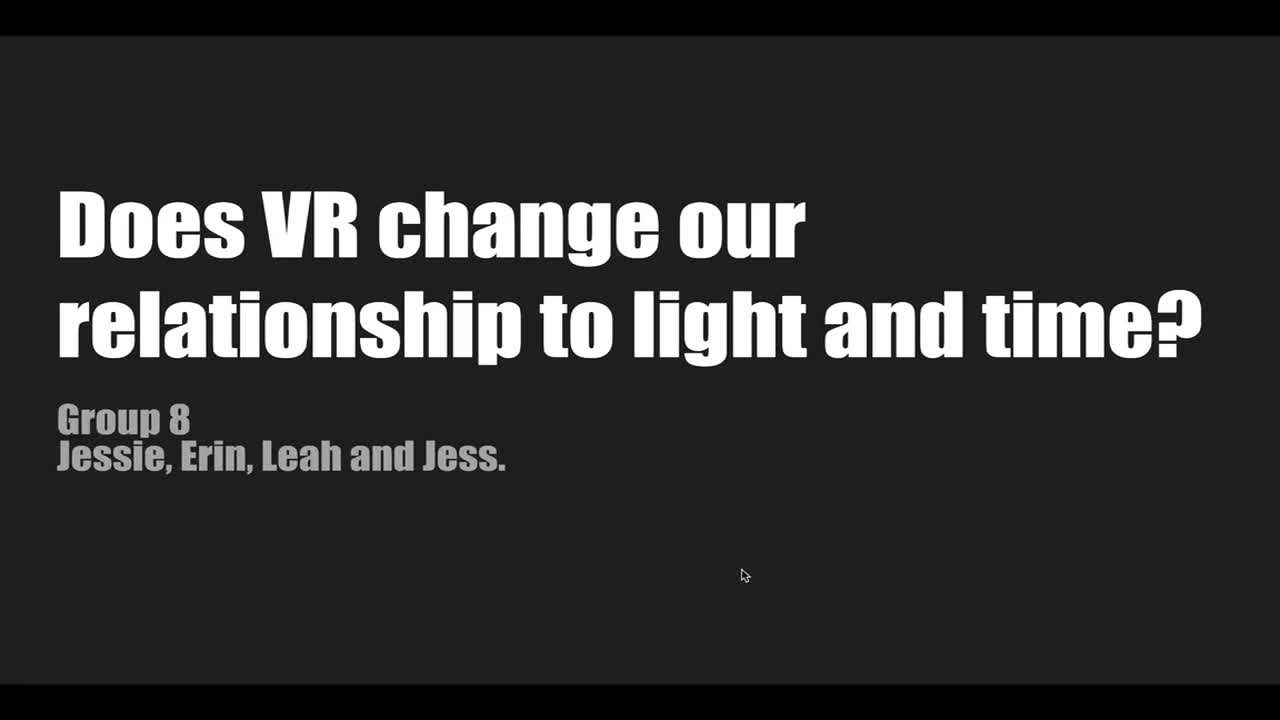 Does VR change our
relationship to light and time?
Group 8
Jessie, Erin, Leah and Jess.